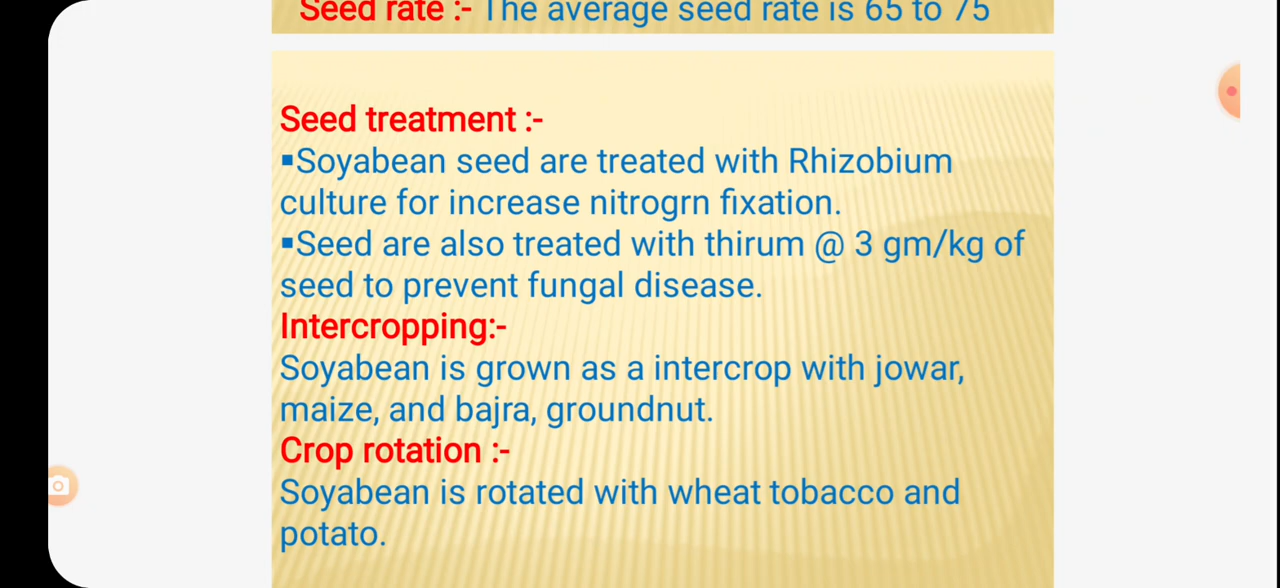 Seed rate :- The average seed rate is 65 to 75
Seed treatment :-
▪Soyabean seed are treated with Rhizobium
culture for increase nitrogrn fixation.
▪Seed are also treated with thirum @ 3 gm/kg of
seed to prevent fungal disease.
Intercropping:-
Soyabean is grown as a intercrop with jowar,
maize, and bajra, groundnut.
Crop rotation :-
Soyabean is rotated with wheat tobacco and
potato.